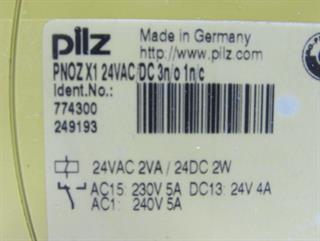 pilz
Made in Germany
http://www.pilz.com
PNOZ X1 24VAC/DC 3n/o 1n/c
Ident.No.:
774300
249193
24VAC 2VA / 24DC 2W
AC15: 230V 5A DC13: 24V 4A
AC1: 240V 5A